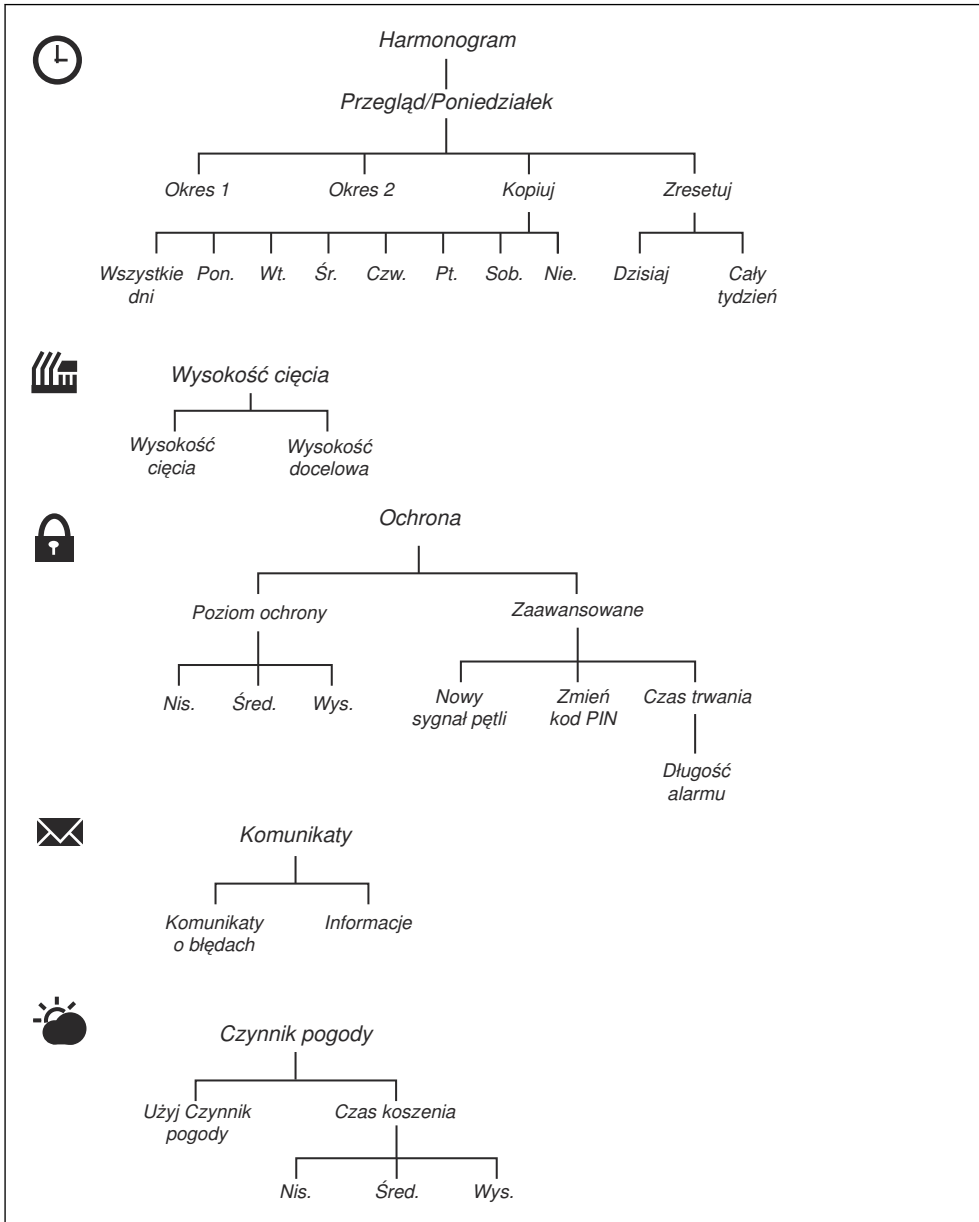 Harmonogram
Przegląd/Poniedziałek
Okres 1 Okres 2 Kopiuj Zresetuj
Wszystkie dni Pon. Wt. Śr. Czw. Pt. Sob. Nie. Dzisiaj Cały tydzień
Wysokość cięcia
Wysokość cięcia Wysokość docelowa
Ochrona
Poziom ochrony Zaawansowane
Nis. Śred. Wys. Nowy sygnał pętli Zmień kod PIN Czas trwania
Długość alarmu
Komunikaty
Komunikaty o błędach Informacje
Czynnik pogody
Użyj Czynnik pogody Czas koszenia
Nis. Śred. Wys.